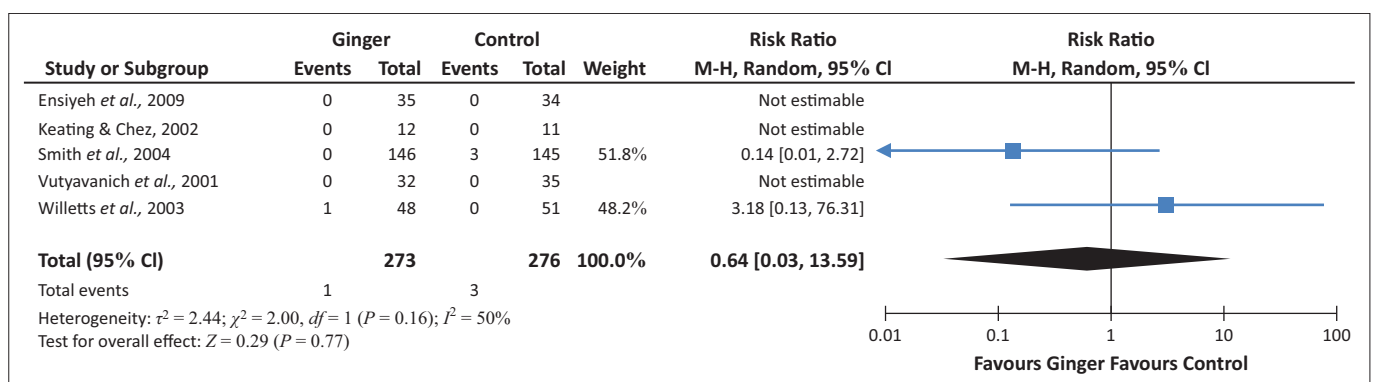 Ginger Control Risk Ratio Risk Ratio
Study or Subgroup Events Total Events Total Weight M-H, Random, 95% CI M-H, Random, 95% CI
Ensiyeh et al., 2009 0 35 0 34 Not estimable
Keating & Chez, 2002 0 12 0 11 Not estimable
Smith et al., 2004 0 146 3 145 51.8% 0.14 [0.01, 2.72]
Vutyavanich et al., 2001 0 32 0 35 Not estimable
Willetts et al., 2003 1 48 0 51 48.2% 3.18 [0.13, 76.31]
Total (95% CI) 273 276 100.0% 0.64 [0.03, 13.59]
Total events 1 3
Heterogeneity: τ² = 2.44; χ² = 2.00, df = 1 (P = 0.16); I² = 50%
Test for overall effect: Z = 0.29 (P = 0.77)
0.01 0.1 1 10 100
Favours Ginger Favours Control